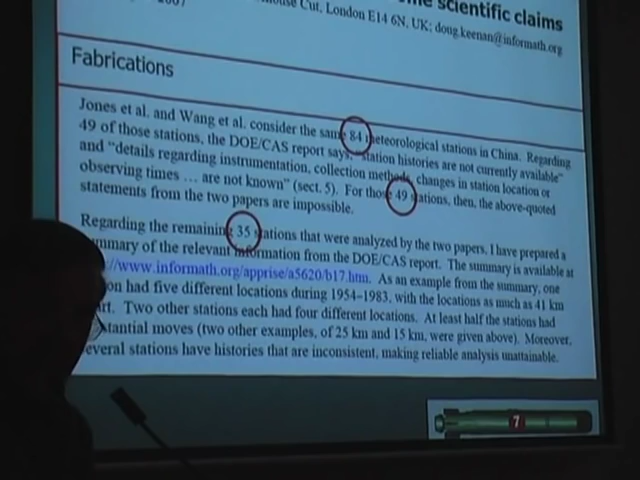 scientific claims
Cut, London E14 6N, UK; doug.keenan@informath.org
Fabrications
Jones et al. and Wang et al. consider the same 84 meteorological stations in China. Regarding
49 of those stations, the DOE/CAS report says, "station histories are not currently available"
and "details regarding instrumentation, collection methods, changes in station location or
observing times … are not known" (sect. 5). For those 49 stations, then, the above-quoted
statements from the two papers are impossible.
Regarding the remaining 35 stations that were analyzed by the two papers, I have prepared a
summary of the relevant information from the DOE/CAS report. The summary is available at
//www.informath.org/apprise/a5620/b17.htm. As an example from the summary, one
on had five different locations during 1954–1983, with the locations as much as 41 km
art. Two other stations each had four different locations. At least half the stations had
tantial moves (two other examples, of 25 km and 15 km, were given above). Moreover,
everal stations have histories that are inconsistent, making reliable analysis unattainable.
7